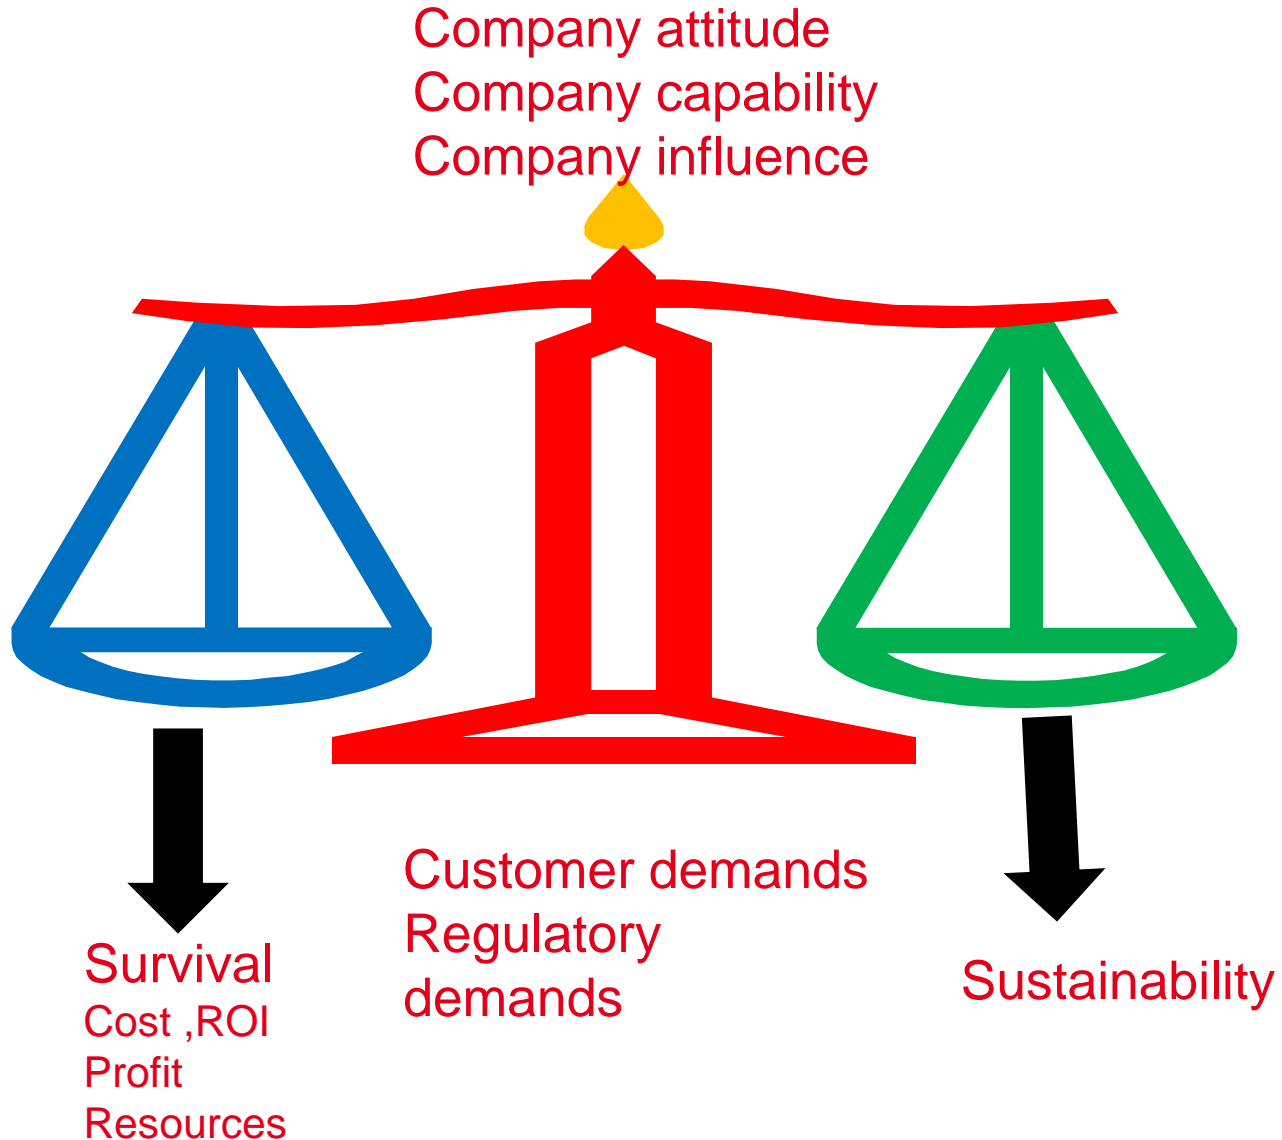 Company attitude
Company capability
Company influence
Customer demands
Regulatory
demands
Survival
Cost ,ROI
Profit
Resources
Sustainability